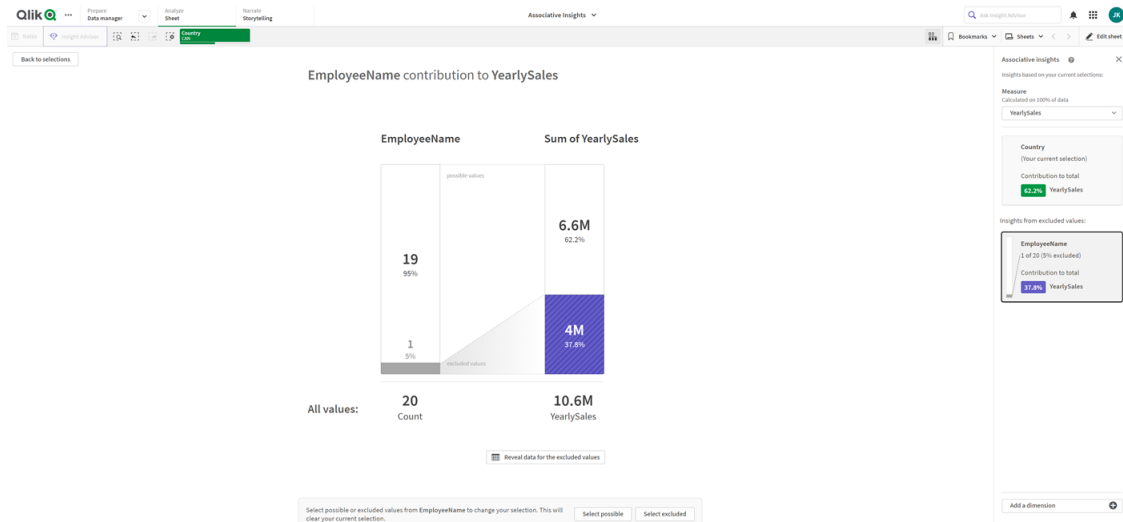 Qlik
Prepare
Data manager
Analyze
Sheet
Narrate
Storytelling
Associative Insights
Ask Insight Advisor
JK
Notes
Insight Advisor
Country
CAN
Bookmarks
Sheets
Edit sheet
Back to selections
EmployeeName contribution to YearlySales
EmployeeName
Sum of YearlySales
possible values
6.6M
62.2%
19
95%
1
5%
4M
37.8%
excluded values
All values:
20
Count
10.6M
YearlySales
Reveal data for the excluded values
Select possible or excluded values from EmployeeName to change your selection. This will
clear your current selection.
Select possible
Select excluded
Associative insights
Insights based on your current selections:
Measure
Calculated on 100% of data
YearlySales
Country
(Your current selection)
Contribution to total
62.2% YearlySales
Insights from excluded values:
EmployeeName
1 of 20 (5% excluded)
Contribution to total
37.8% YearlySales
Add a dimension